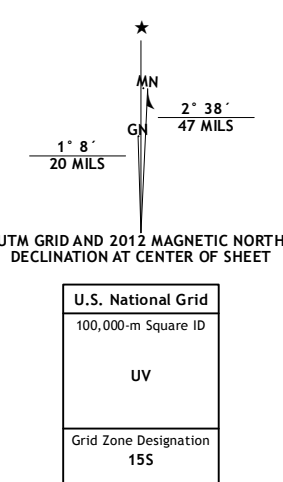 ★
MN
GN
2° 38´
47 MILS
1° 8´
20 MILS
UTM GRID AND 2012 MAGNETIC NORTH
DECLINATION AT CENTER OF SHEET
U.S. National Grid
100,000-m Square ID
UV
Grid Zone Designation
15S